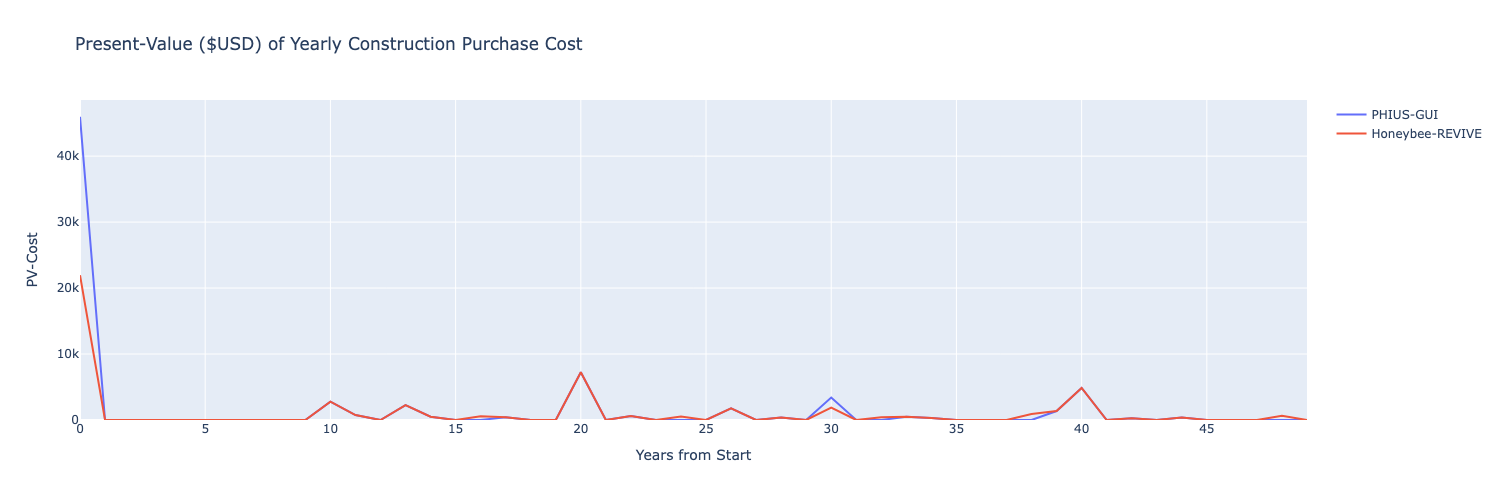 Present-Value ($USD) of Yearly Construction Purchase Cost
PHIUS-GUI
Honeybee-REVIVE
PV-Cost
40k
30k
20k
10k
0
0 5 10 15 20 25 30 35 40 45
Years from Start